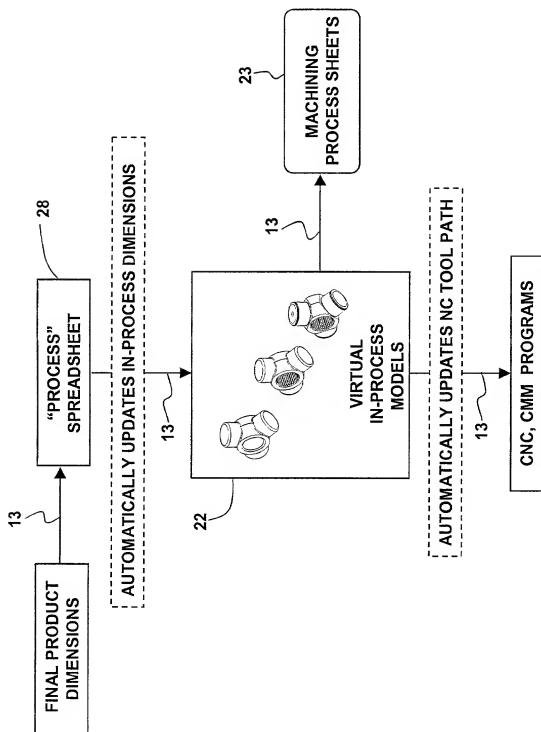 FINAL PRODUCT
DIMENSIONS
13
"PROCESS"
SPREADSHEET
28
AUTOMATICALLY UPDATES IN-PROCESS DIMENSIONS
13
VIRTUAL
IN-PROCESS
MODELS
22
13
MACHINING
PROCESS SHEETS
23
AUTOMATICALLY UPDATES NC TOOL PATH
13
CNC, CMM PROGRAMS